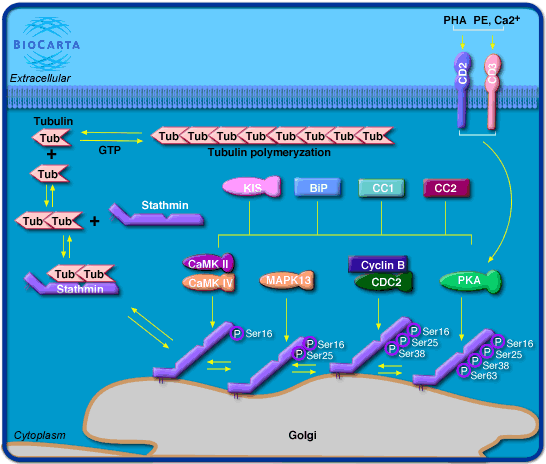 BIOCARTA
Extracellular
PHA PE, Ca2+
CD2
CD3
Tubulin
Tub
+
GTP
Tub Tub Tub Tub Tub Tub Tub Tub
Tubulin polymeryzation
Tub
Tub Tub
+
Stathmin
Tub Tub
Stathmin
KIS
BiP
CC1
CC2
CaMK II
CaMK IV
MAPK13
Cyclin B
CDC2
PKA
P Ser16
P Ser16
P Ser25
P Ser16
P Ser25
P Ser38
P Ser16
P Ser25
P Ser38
P Ser63
Golgi
Cytoplasm